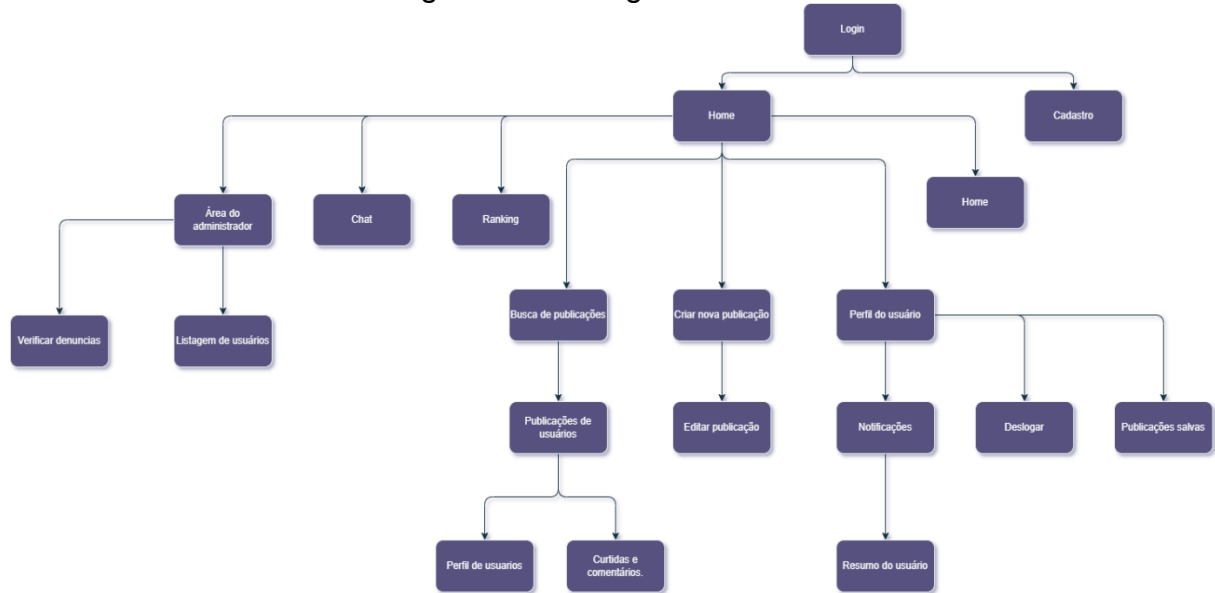 Login
Home
Cadastro
Área do
administrador
Chat
Ranking
Home
Busca de publicações
Criar nova publicação
Perfil do usuário
Verificar denuncias
Listagem de usuários
Publicações de
usuários
Editar publicação
Notificações
Deslogar
Publicações salvas
Perfil de usuarios
Curtidas e
comentários.
Resumo do usuário